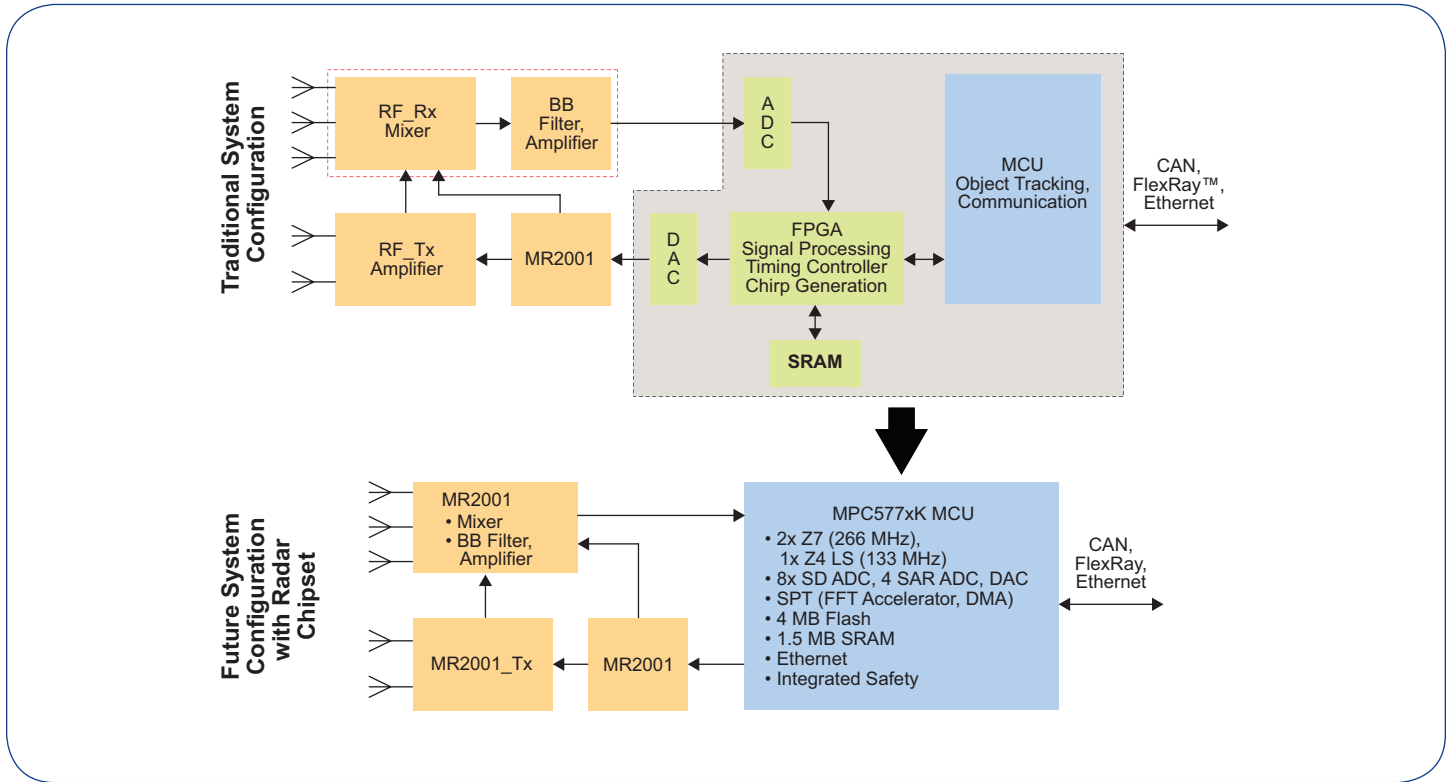 Traditional System
Configuration
RF_Rx
Mixer
BB
Filter,
Amplifier
A
D
C
MCU
Object Tracking,
Communication
CAN,
FlexRay™,
Ethernet
RF_Tx
Amplifier
MR2001
D
A
C
FPGA
Signal Processing
Timing Controller
Chirp Generation
SRAM
Future System
Configuration
with Radar
Chipset
MR2001
• Mixer
• BB Filter,
Amplifier
MR2001_Tx
MR2001
MPC577xK MCU
• 2x Z7 (266 MHz),
1x Z4 LS (133 MHz)
• 8x SD ADC, 4 SAR ADC, DAC
• SPT (FFT Accelerator, DMA)
• 4 MB Flash
• 1.5 MB SRAM
• Ethernet
• Integrated Safety
CAN,
FlexRay,
Ethernet